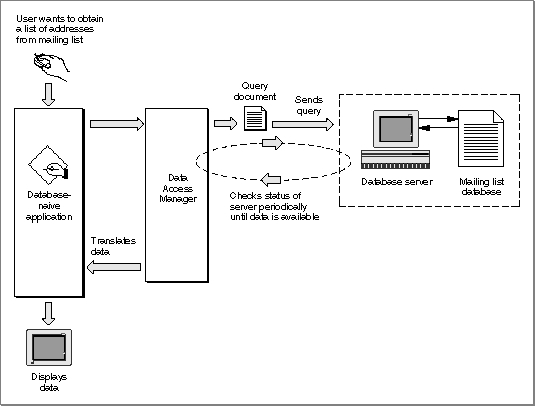 User wants to obtain
a list of addresses
from mailing list
Query
document
Sends
query
Database-
naive
application
Data
Access
Manager
Database server
Mailing list
database
Checks status of
server periodically
until data is available
Translates
data
Displays
data